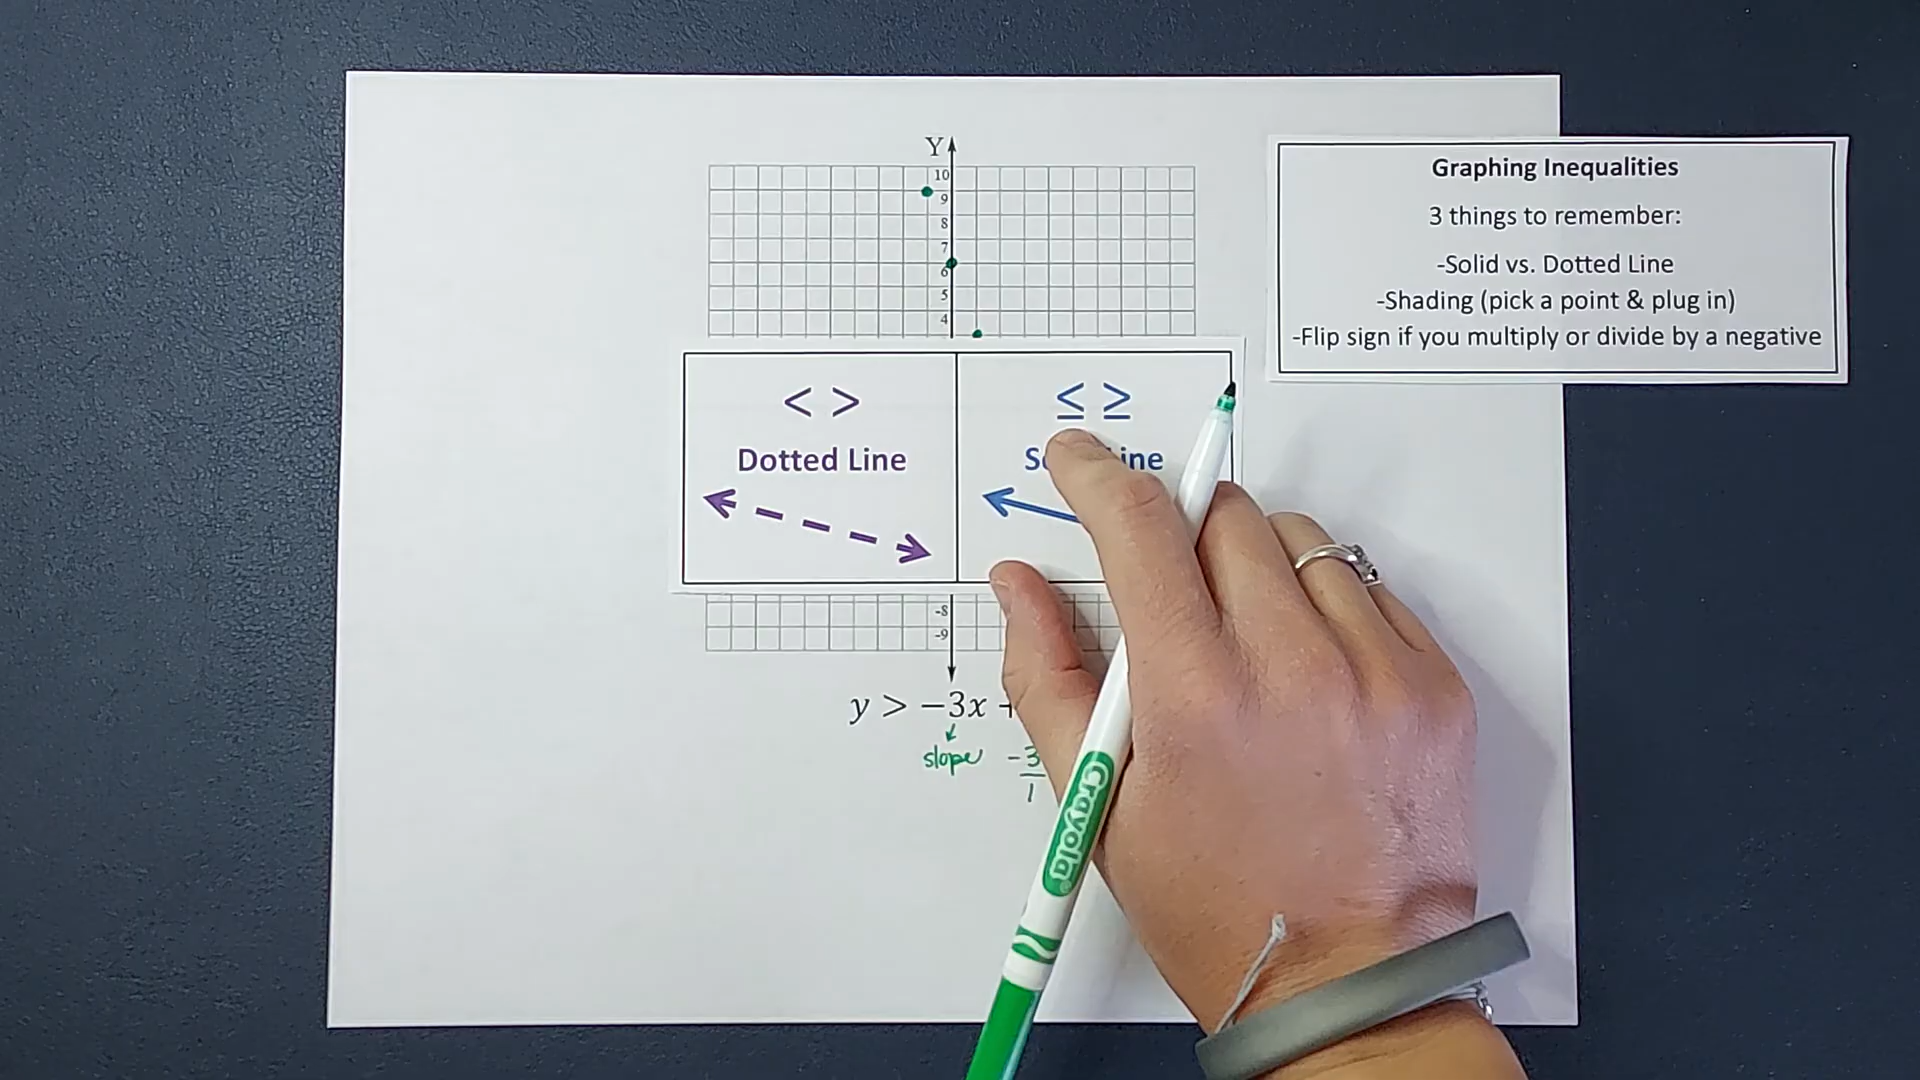 Y
10
9
8
7
6
5
4
Graphing Inequalities
3 things to remember:
-Solid vs. Dotted Line
-Shading (pick a point & plug in)
-Flip sign if you multiply or divide by a negative
< >
Dotted Line
≤ ≥
-8
-9
y > −3x
slope -3
1
Crayola